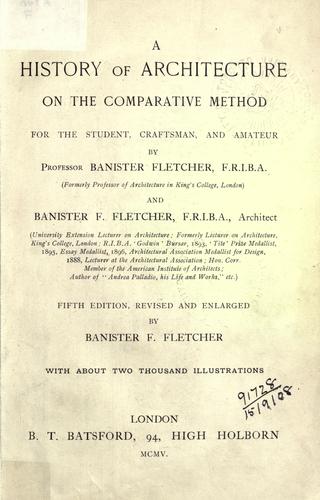 A
HISTORY OF ARCHITECTURE
ON THE COMPARATIVE METHOD
FOR THE STUDENT, CRAFTSMAN, AND AMATEUR
BY
PROFESSOR BANISTER FLETCHER, F.R.I.B.A.
(Formerly Professor of Architecture in King's College, London)
AND
BANISTER F. FLETCHER, F.R.I.B.A., Architect
(University Extension Lecturer on Architecture; Formerly Lecturer on Architecture,
King's College, London; R.I.B.A. 'Godwin' Bursar, 1893, 'Tite' Prize Medallist,
1895, Essay Medallist, 1896, Architectural Association Medallist for Design,
1888, Lecturer at the Architectural Association; Hon. Corr.
Member of the American Institute of Architects;
Author of "Andrea Palladio, his Life and Works," etc.)
FIFTH EDITION, REVISED AND ENLARGED
BY
BANISTER F. FLETCHER
WITH ABOUT TWO THOUSAND ILLUSTRATIONS
91728
15/9/08
LONDON
B. T. BATSFORD, 94, HIGH HOLBORN
MCMV.